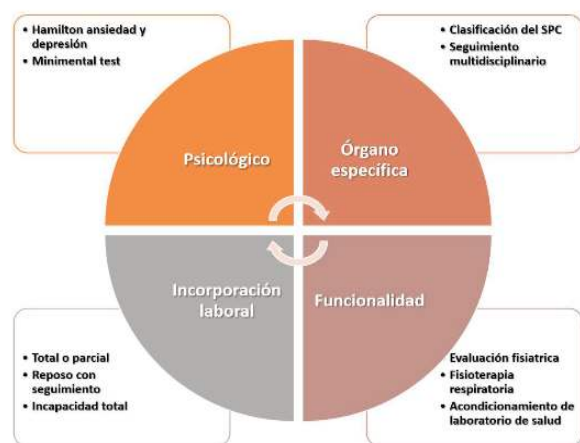 • Hamilton ansiedad y
depresión
• Minimental test
• Clasificación del SPC
• Seguimiento
multidisciplinario
Psicológico
Órgano
específica
Incorporación
laboral
Funcionalidad
• Total o parcial
• Reposo con
seguimiento
• Incapacidad total
Evaluación fisiatrica
• Fisioterapia
respiratoria
• Acondicionamiento de
laboratorio de salud